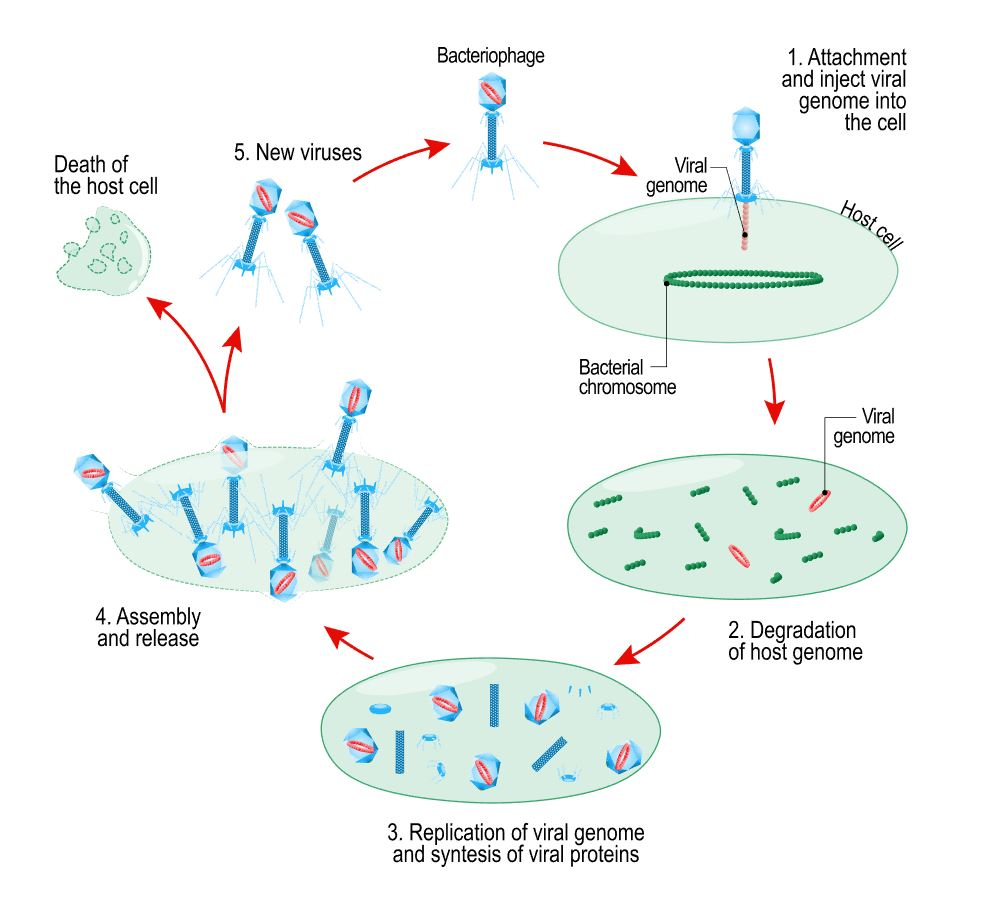 Bacteriophage
1. Attachment
and inject viral
genome into
the cell
Viral
genome
Host cell
Bacterial
chromosome
Viral
genome
2. Degradation
of host genome
3. Replication of viral genome
and syntesis of viral proteins
4. Assembly
and release
5. New viruses
Death of
the host cell